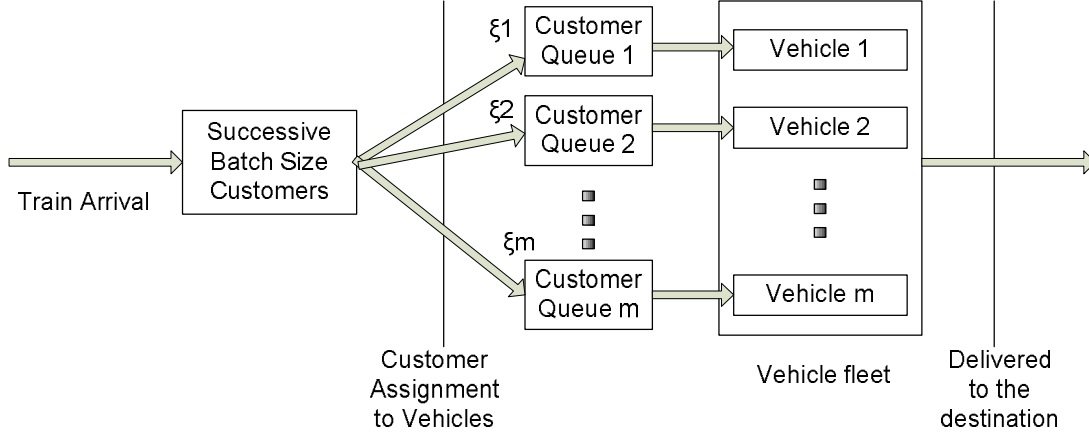 Train Arrival
Successive
Batch Size
Customers
ξ1
ξ2
ξm
Customer
Queue 1
Customer
Queue 2
Customer
Queue m
Vehicle 1
Vehicle 2
Vehicle m
Customer
Assignment
to Vehicles
Vehicle fleet
Delivered
to the
destination